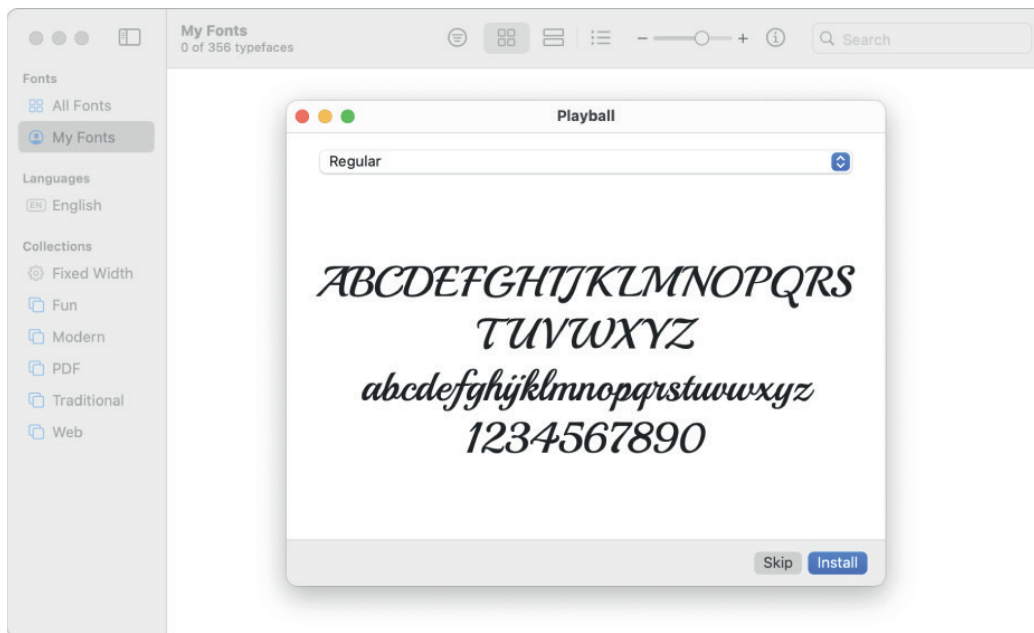 My Fonts
0 of 356 typefaces
Search
Fonts
All Fonts
My Fonts
Languages
EN English
Collections
Fixed Width
Fun
Modern
PDF
Traditional
Web
Playball
Regular
ABCDEFGHIJKLMNOPQRS
TUVWXYZ
abcdefghijklmnopqrstuvwxyz
1234567890
Skip Install